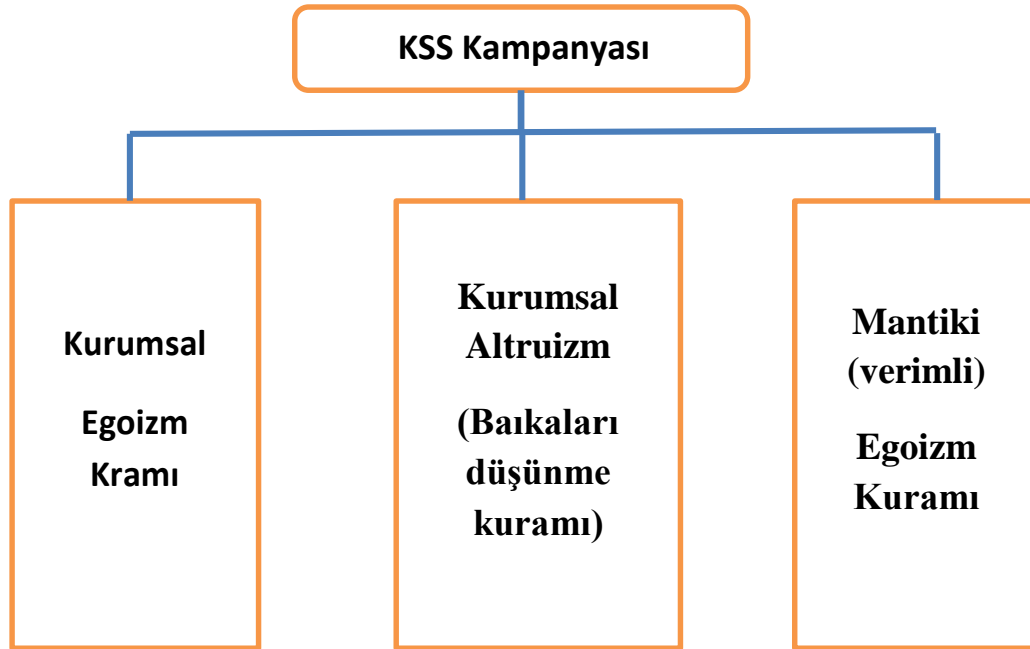 KSS Kampanyası
Kurumsal
Egoizm
Kramı
Kurumsal
Altruizm
(Baıkaları
düşünme
kuramı)
Mantiki
(verimli)
Egoizm
Kuramı